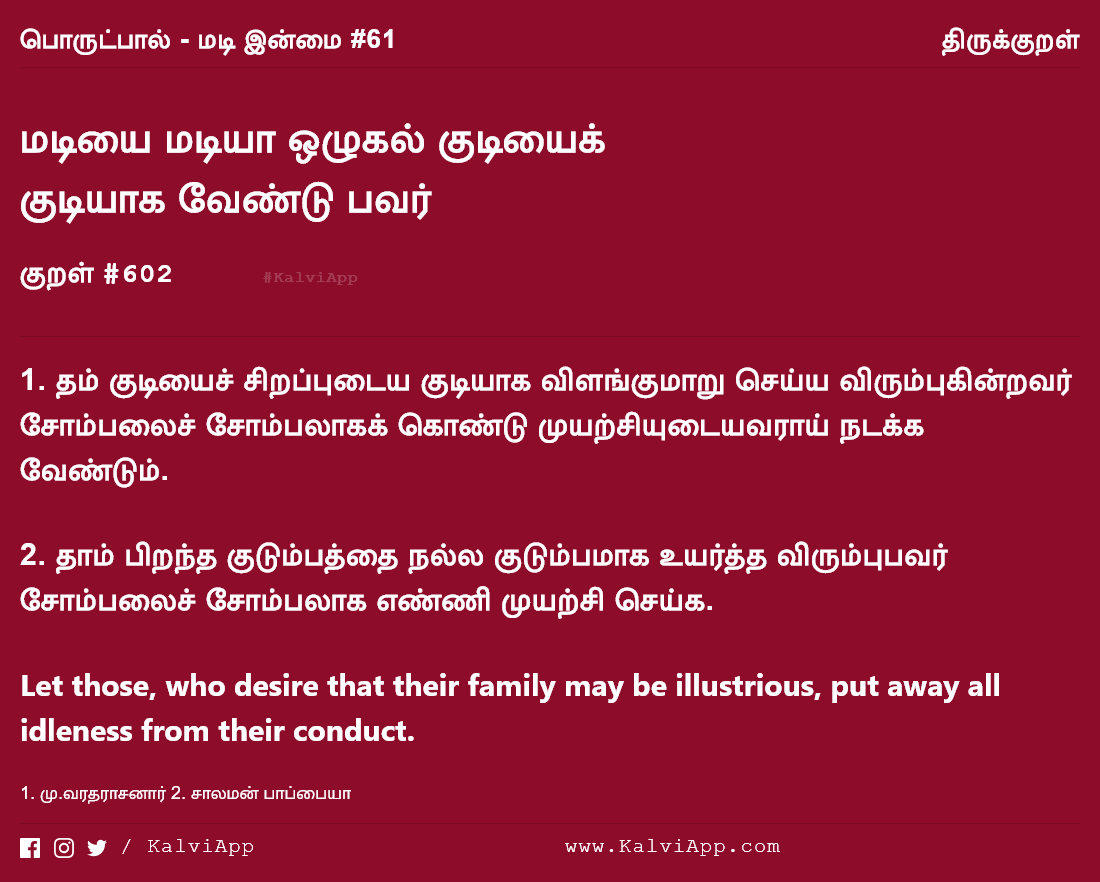 பொருட்பால் - மடி இன்மை #61
திருக்குறள்
மடியை மடியா ஒழுகல் குடியைக்
குடியாக வேண்டு பவர்
குறள் #602
#KalviApp
1. தம் குடியைச் சிறப்புடைய குடியாக விளங்குமாறு செய்ய விரும்புகின்றவர்
சோம்பலைச் சோம்பலாகக் கொண்டு முயற்சியுடையவராய் நடக்க
வேண்டும்.
2. தாம் பிறந்த குடும்பத்தை நல்ல குடும்பமாக உயர்த்த விரும்புபவர்
சோம்பலைச் சோம்பலாக எண்ணி முயற்சி செய்க.
Let those, who desire that their family may be illustrious, put away all
idleness from their conduct.
1. மு.வரதராசனார் 2. சாலமன் பாப்பையா
/ KalviApp
www.KalviApp.com